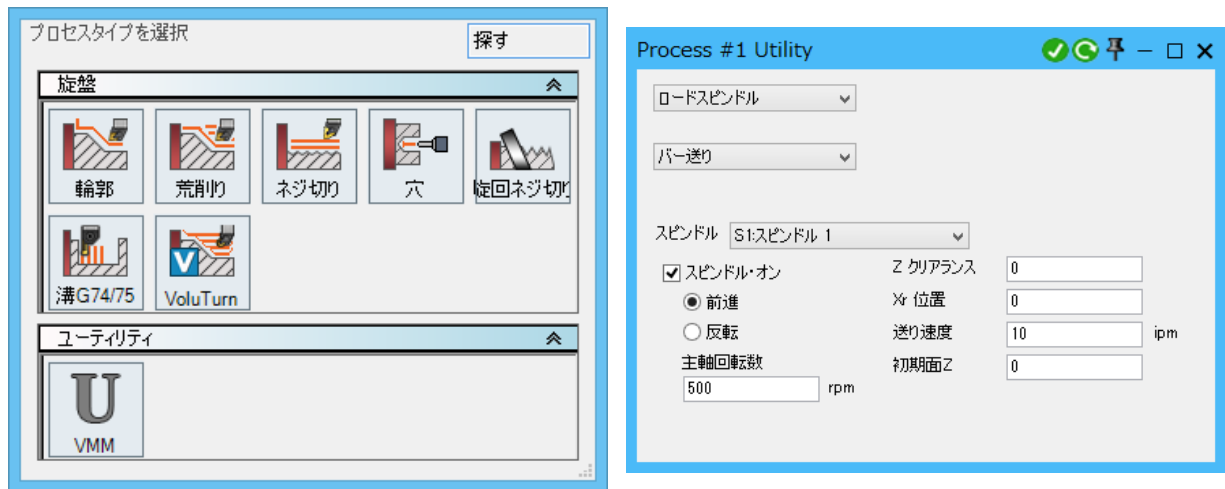 プロセスタイプを選択
探す
旋盤
輪郭
荒削り
ネジ切り
穴
旋回ネジ切り
溝G74/75
V
VoluTurn
ユーティリティ
U
VMM
Process #1 Utility
ロードスピンドル
バー送り
スピンドル S1:スピンドル 1
スピンドル・オン
前進
反転
主軸回転数
500 rpm
Z クリアランス 0
Xr 位置 0
送り速度 10 ipm
初期面Z 0